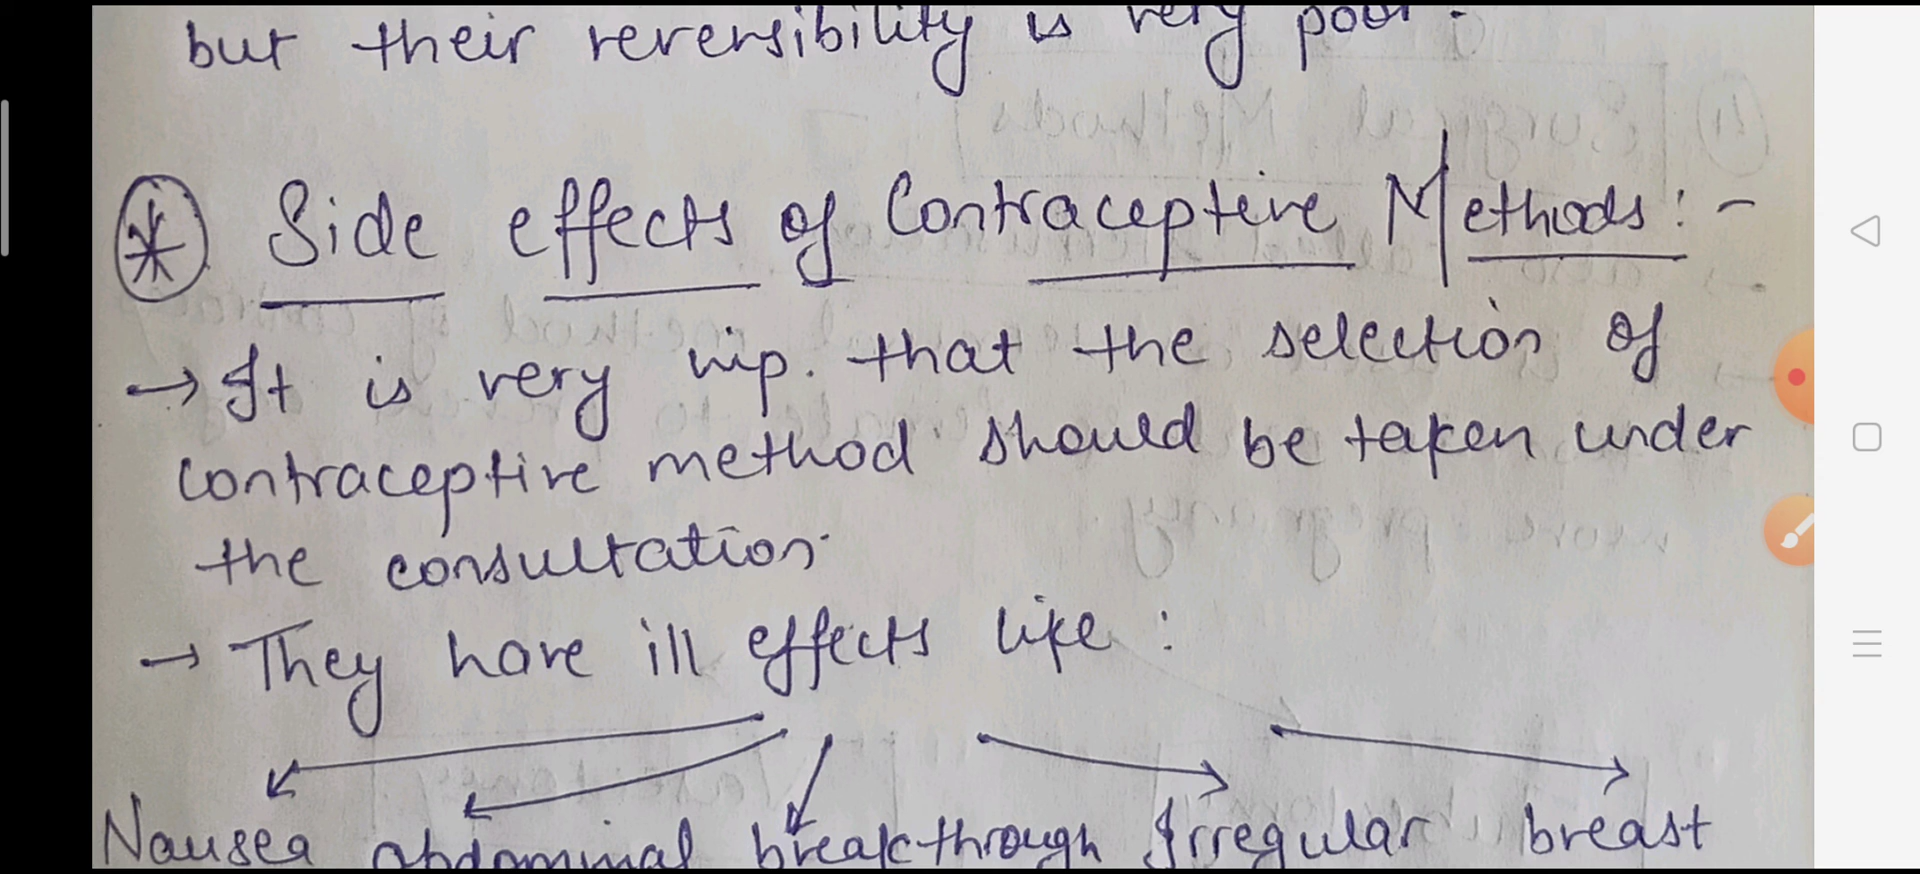 but their reversibility is very poor.
* Side effects of Contraceptive Methods:-
→ It is very imp. that the selection of
contraceptive method should be taken under
the consultation.
→ They have ill effects like :
Nausea abdominal breakthrough Irregular breast